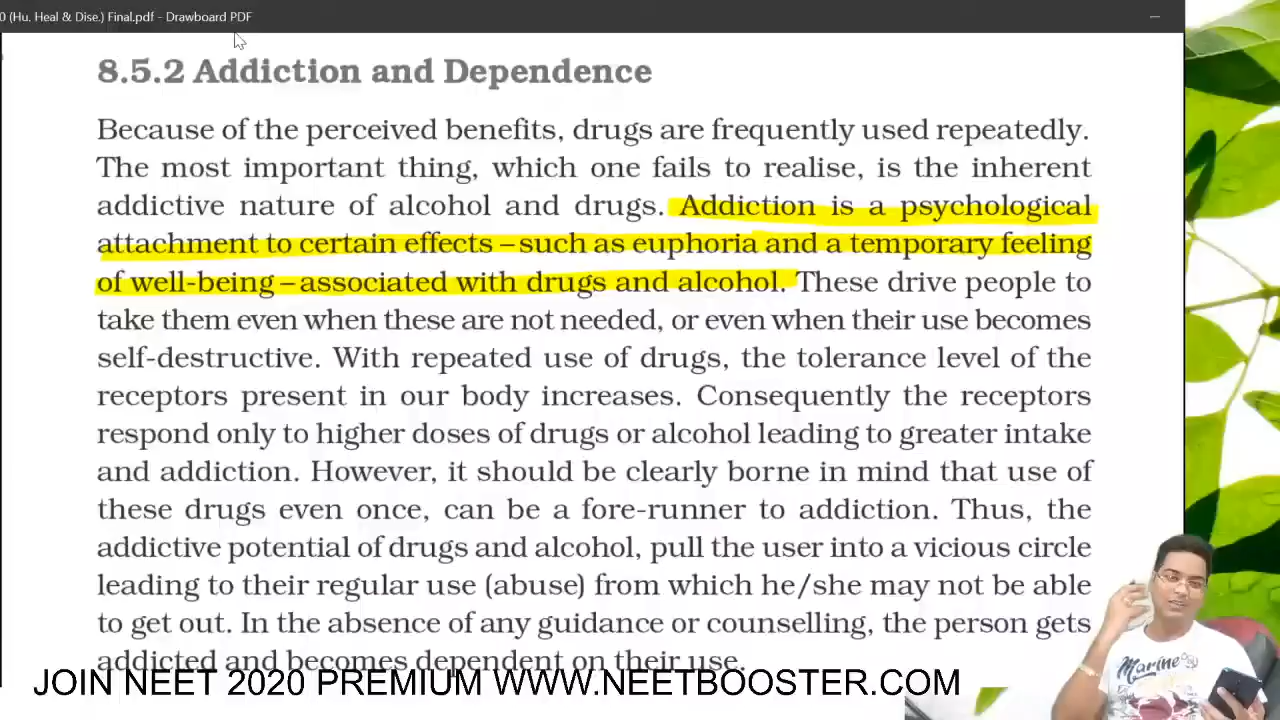 0 (Hu. Heal & Dise.) Final.pdf - Drawboard PDF
8.5.2 Addiction and Dependence
Because of the perceived benefits, drugs are frequently used repeatedly.
The most important thing, which one fails to realise, is the inherent
addictive nature of alcohol and drugs. Addiction is a psychological
attachment to certain effects –such as euphoria and a temporary feeling
of well-being –associated with drugs and alcohol. These drive people to
take them even when these are not needed, or even when their use becomes
self-destructive. With repeated use of drugs, the tolerance level of the
receptors present in our body increases. Consequently the receptors
respond only to higher doses of drugs or alcohol leading to greater intake
and addiction. However, it should be clearly borne in mind that use of
these drugs even once, can be a fore-runner to addiction. Thus, the
addictive potential of drugs and alcohol, pull the user into a vicious circle
leading to their regular use (abuse) from which he/she may not be able
to get out. In the absence of any guidance or counselling, the person gets
addicted and becomes dependent on their use.
JOIN NEET 2020 PREMIUM WWW.NEETBOOSTER.COM
Marine